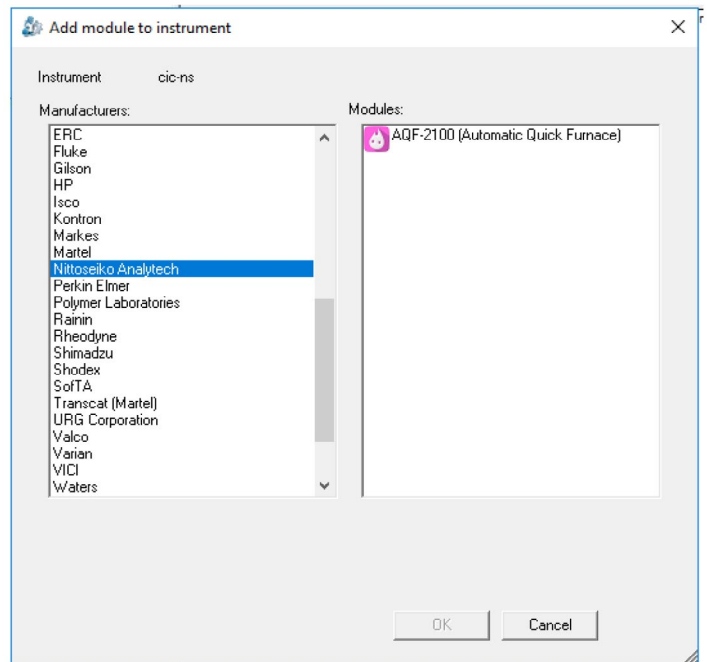 Add module to instrument
Instrument cic-ns
Manufacturers:
ERC
Fluke
Gilson
HP
Isco
Kontron
Markes
Martel
Nittoseiko Analytech
Perkin Elmer
Polymer Laboratories
Rainin
Rheodyne
Shimadzu
Shodex
SofTA
Transcat (Martel)
URG Corporation
Valco
Varian
VICI
Waters
Modules:
AQF-2100 (Automatic Quick Furnace)
OK
Cancel